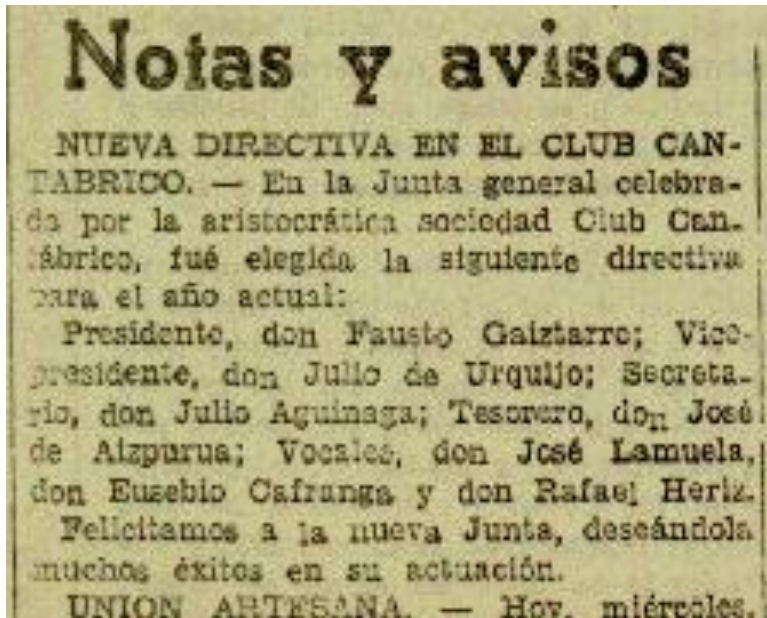 Notas y avisos
NUEVA DIRECTIVA EN EL CLUB CAN-
TABRICO. — En la Junta general celebra-
da por la aristocrática sociedad Club Can-
tábrico, fué elegida la siguiente directiva
para el año actual:
Presidente, don Fausto Gaiztarro; Vice-
presidente, don Julio de Urquijo; Secreta-
rio, don Julio Aguinaga; Tesorero, don José
de Aizpurua; Vocales, don José Lamuela,
don Eusebio Cafranga y don Rafael Heriz.
Felicitamos a la nueva Junta, deseándola
muchos éxitos en su actuación.
UNION ARTESANA. — Hoy, miércoles,